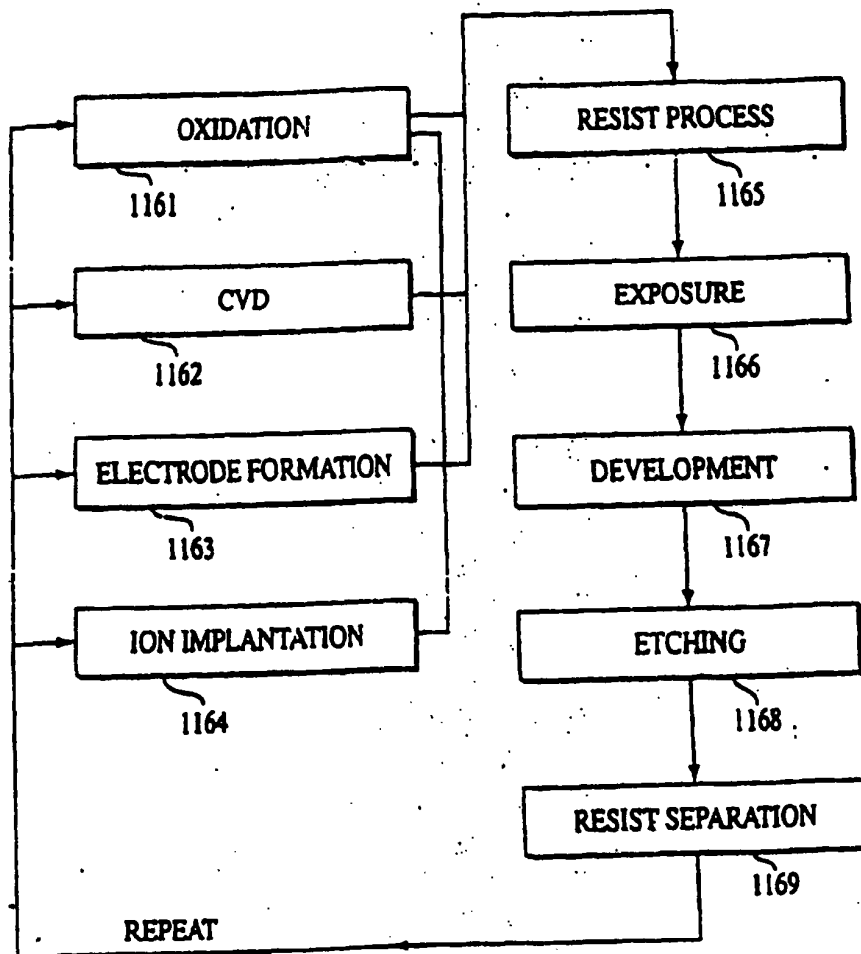 OXIDATION
1161
CVD
1162
ELECTRODE FORMATION
1163
ION IMPLANTATION
1164
RESIST PROCESS
1165
EXPOSURE
1166
DEVELOPMENT
1167
ETCHING
1168
RESIST SEPARATION
1169
REPEAT